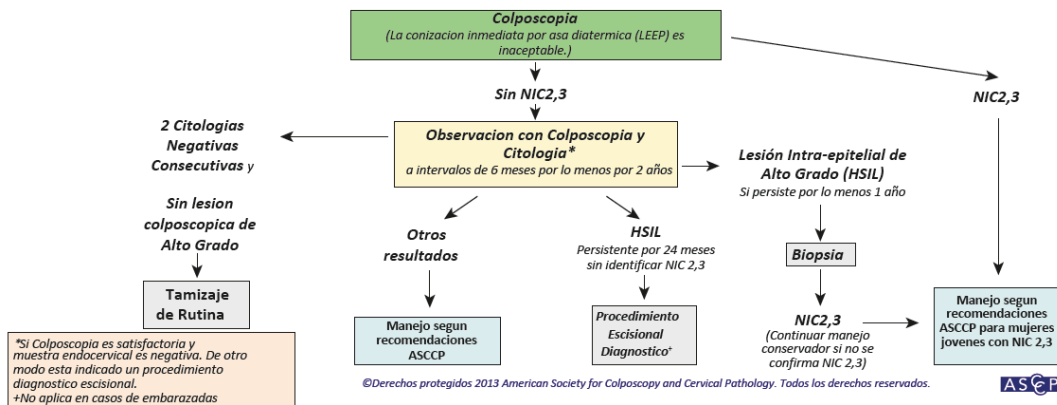 Colposcopia
(La conizacion inmediata por asa diatermica (LEEP) es
inaceptable.)
Sin NIC2,3
NIC2,3
2 Citologias
Negativas
Consecutivas y
Sin lesion
colposcopica de
Alto Grado
Tamizaje
de Rutina
Observacion con Colposcopia y
Citologia*
a intervalos de 6 meses por lo menos por 2 años
Otros
resultados
Manejo segun
recomendaciones
ASCCP
HSIL
Persistente por 24 meses
sin identificar NIC 2,3
Procedimiento
Escisional
Diagnostico+
Lesión Intra-epitelial de
Alto Grado (HSIL)
Si persiste por lo menos 1 año
Biopsia
NIC2,3
(Continuar manejo
conservador si no se
confirma NIC 2,3)
Manejo segun
recomendaciones
ASCCP para mujeres
jovenes con NIC 2,3
*Si Colposcopia es satisfactoria y
muestra endocervical es negativa. De otro
modo esta indicado un procedimiento
diagnostico escisional.
+No aplica en casos de embarazadas
©Derechos protegidos 2013 American Society for Colposcopy and Cervical Pathology. Todos los derechos reservados.
ASCCP